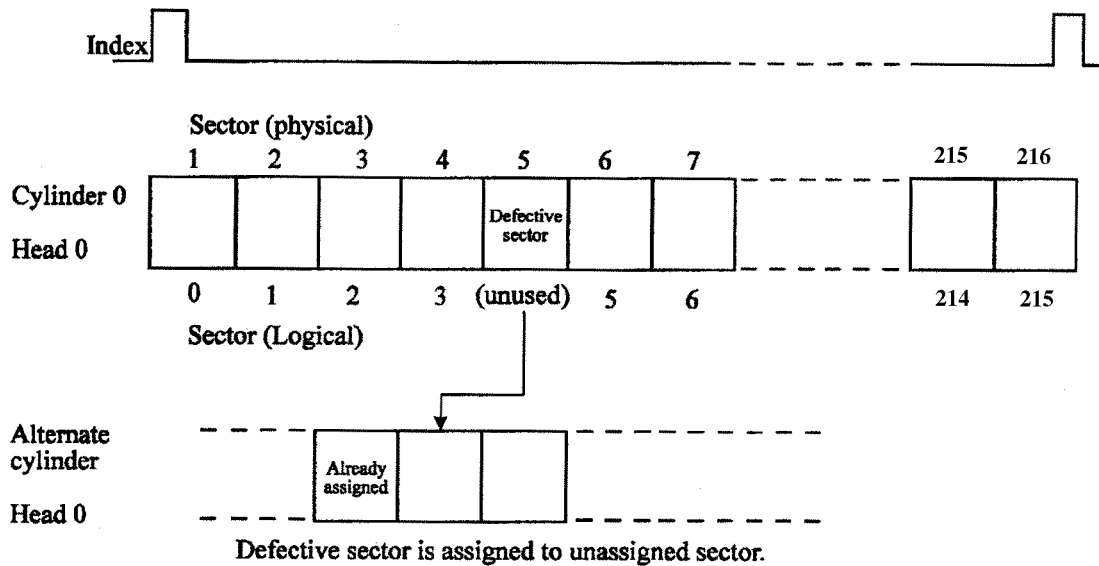 Index
Sector (physical)
1 2 3 4 5 6 7 215 216
Cylinder 0
Defective
sector
Head 0
0 1 2 3 (unused) 5 6 214 215
Sector (Logical)
Alternate
cylinder
Already
assigned
Head 0
Defective sector is assigned to unassigned sector.